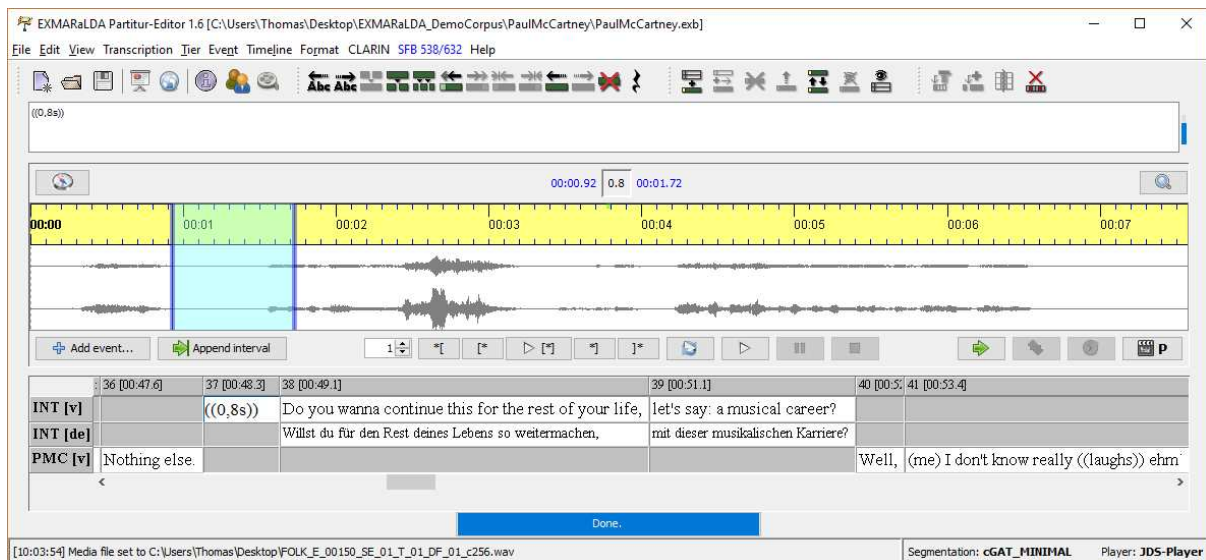 EXMARaLDA Partitur-Editor 1.6 [C:\Users\Thomas\Desktop\EXMARaLDA_DemoCorpus\PaulMcCartney\PaulMcCartney.exb]
File Edit View Transcription Tier Event Timeline Format CLARIN SFB 538/632 Help
Abc Abc
((0,8s))
00:00.92 0.8 00:01.72
00:00 00:01 00:02 00:03 00:04 00:05 00:06 00:07
Add event... Append interval 1 *[ [* [*] *] ]* P
36 [00:47.6] 37 [00:48.3] 38 [00:49.1] 39 [00:51.1] 40 [00:5: 41 [00:53.4]
INT [v] ((0,8s)) Do you wanna continue this for the rest of your life, let's say: a musical career?
INT [de] Willst du für den Rest deines Lebens so weitermachen, mit dieser musikalischen Karriere?
PMC [v] Nothing else. Well, (me) I don't know really ((laughs)) ehm
Done.
[10:03:54] Media file set to C:\Users\Thomas\Desktop\FOLK_E_00150_SE_01_T_01_DF_01_c256.wav Segmentation: cGAT_MINIMAL Player: JDS-Player